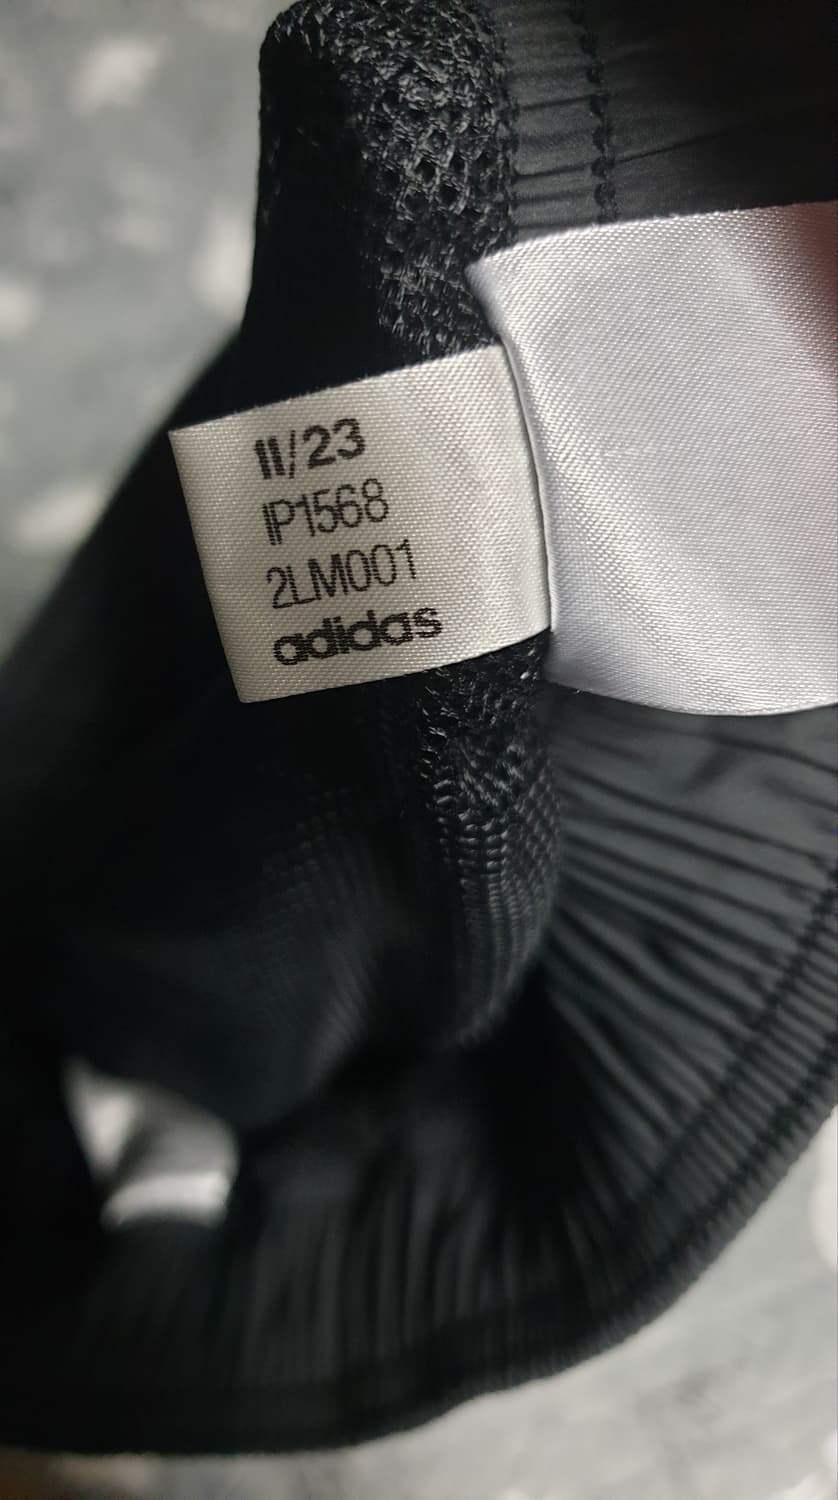 11/23
IP1568
2LM001
adidas